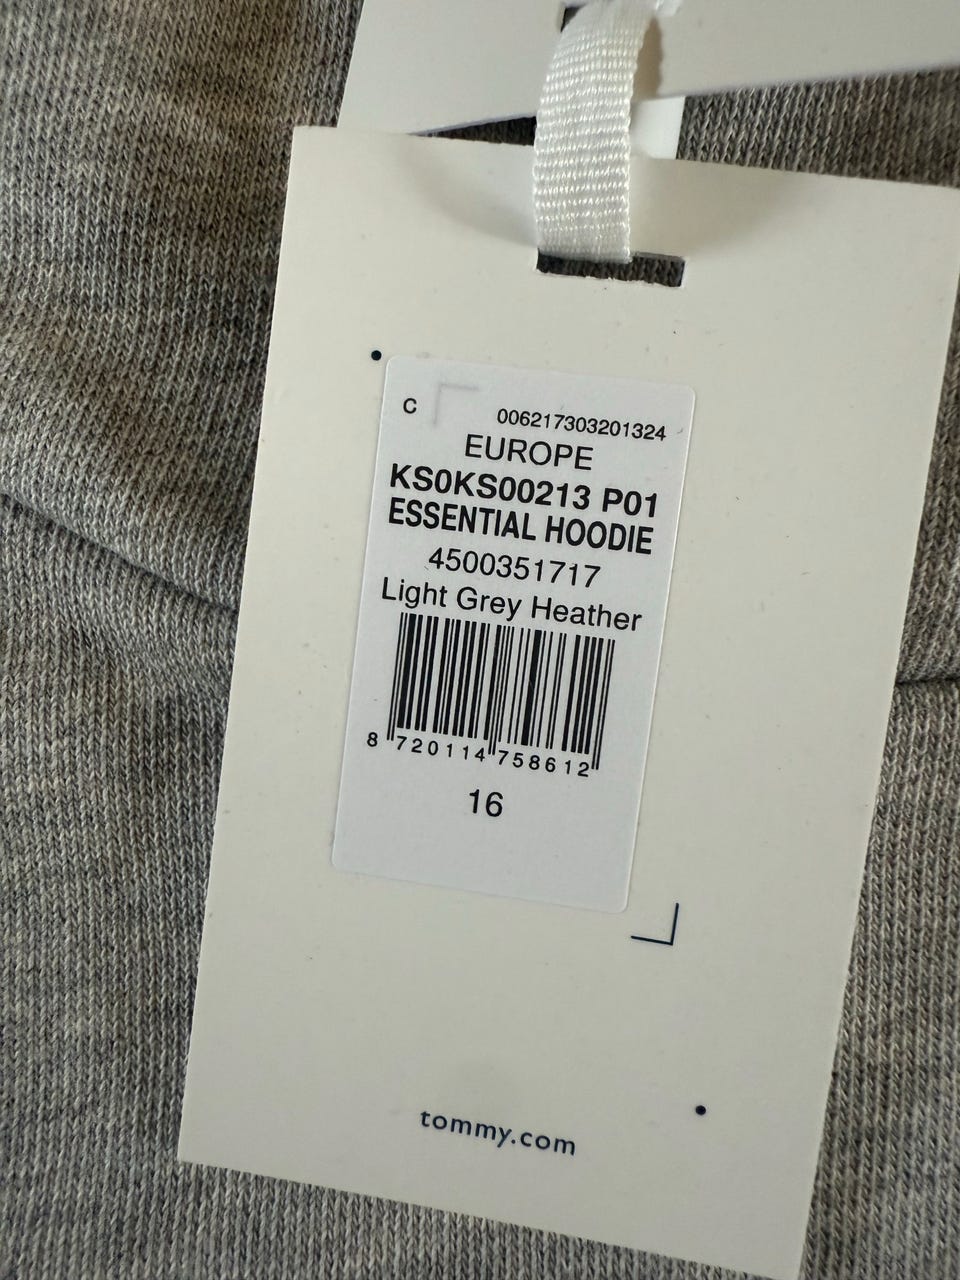 C
006217303201324
EUROPE
KS0KS00213 P01
ESSENTIAL HOODIE
4500351717
Light Grey Heather
8 720114 758612
16
tommy.com